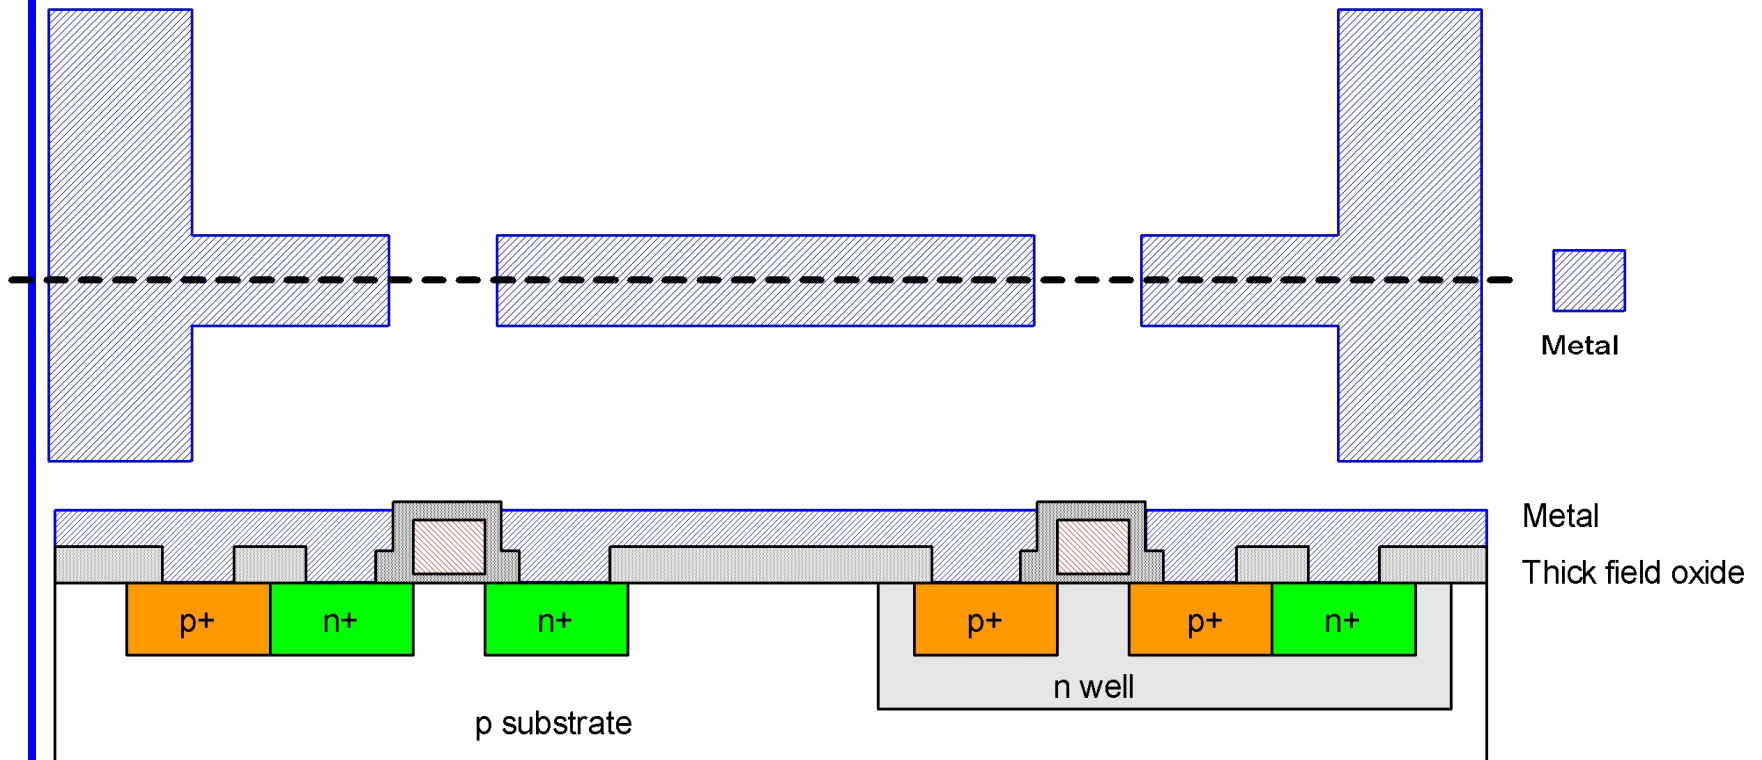 Metal
Metal
Thick field oxide
p+
n+
n+
p+
p+
n+
n well
p substrate